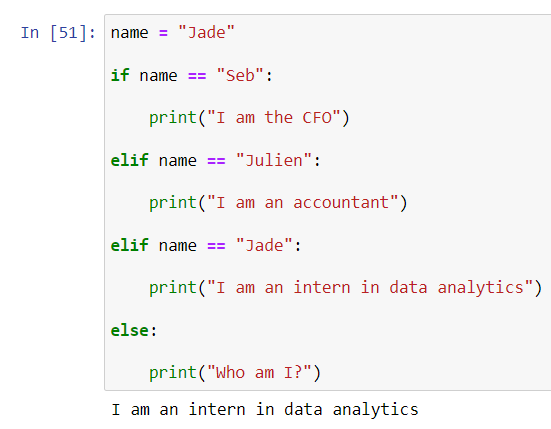 In [51]: name = "Jade"
if name == "Seb":
print("I am the CFO")
elif name == "Julien":
print("I am an accountant")
elif name == "Jade":
print("I am an intern in data analytics")
else:
print("Who am I?")
I am an intern in data analytics